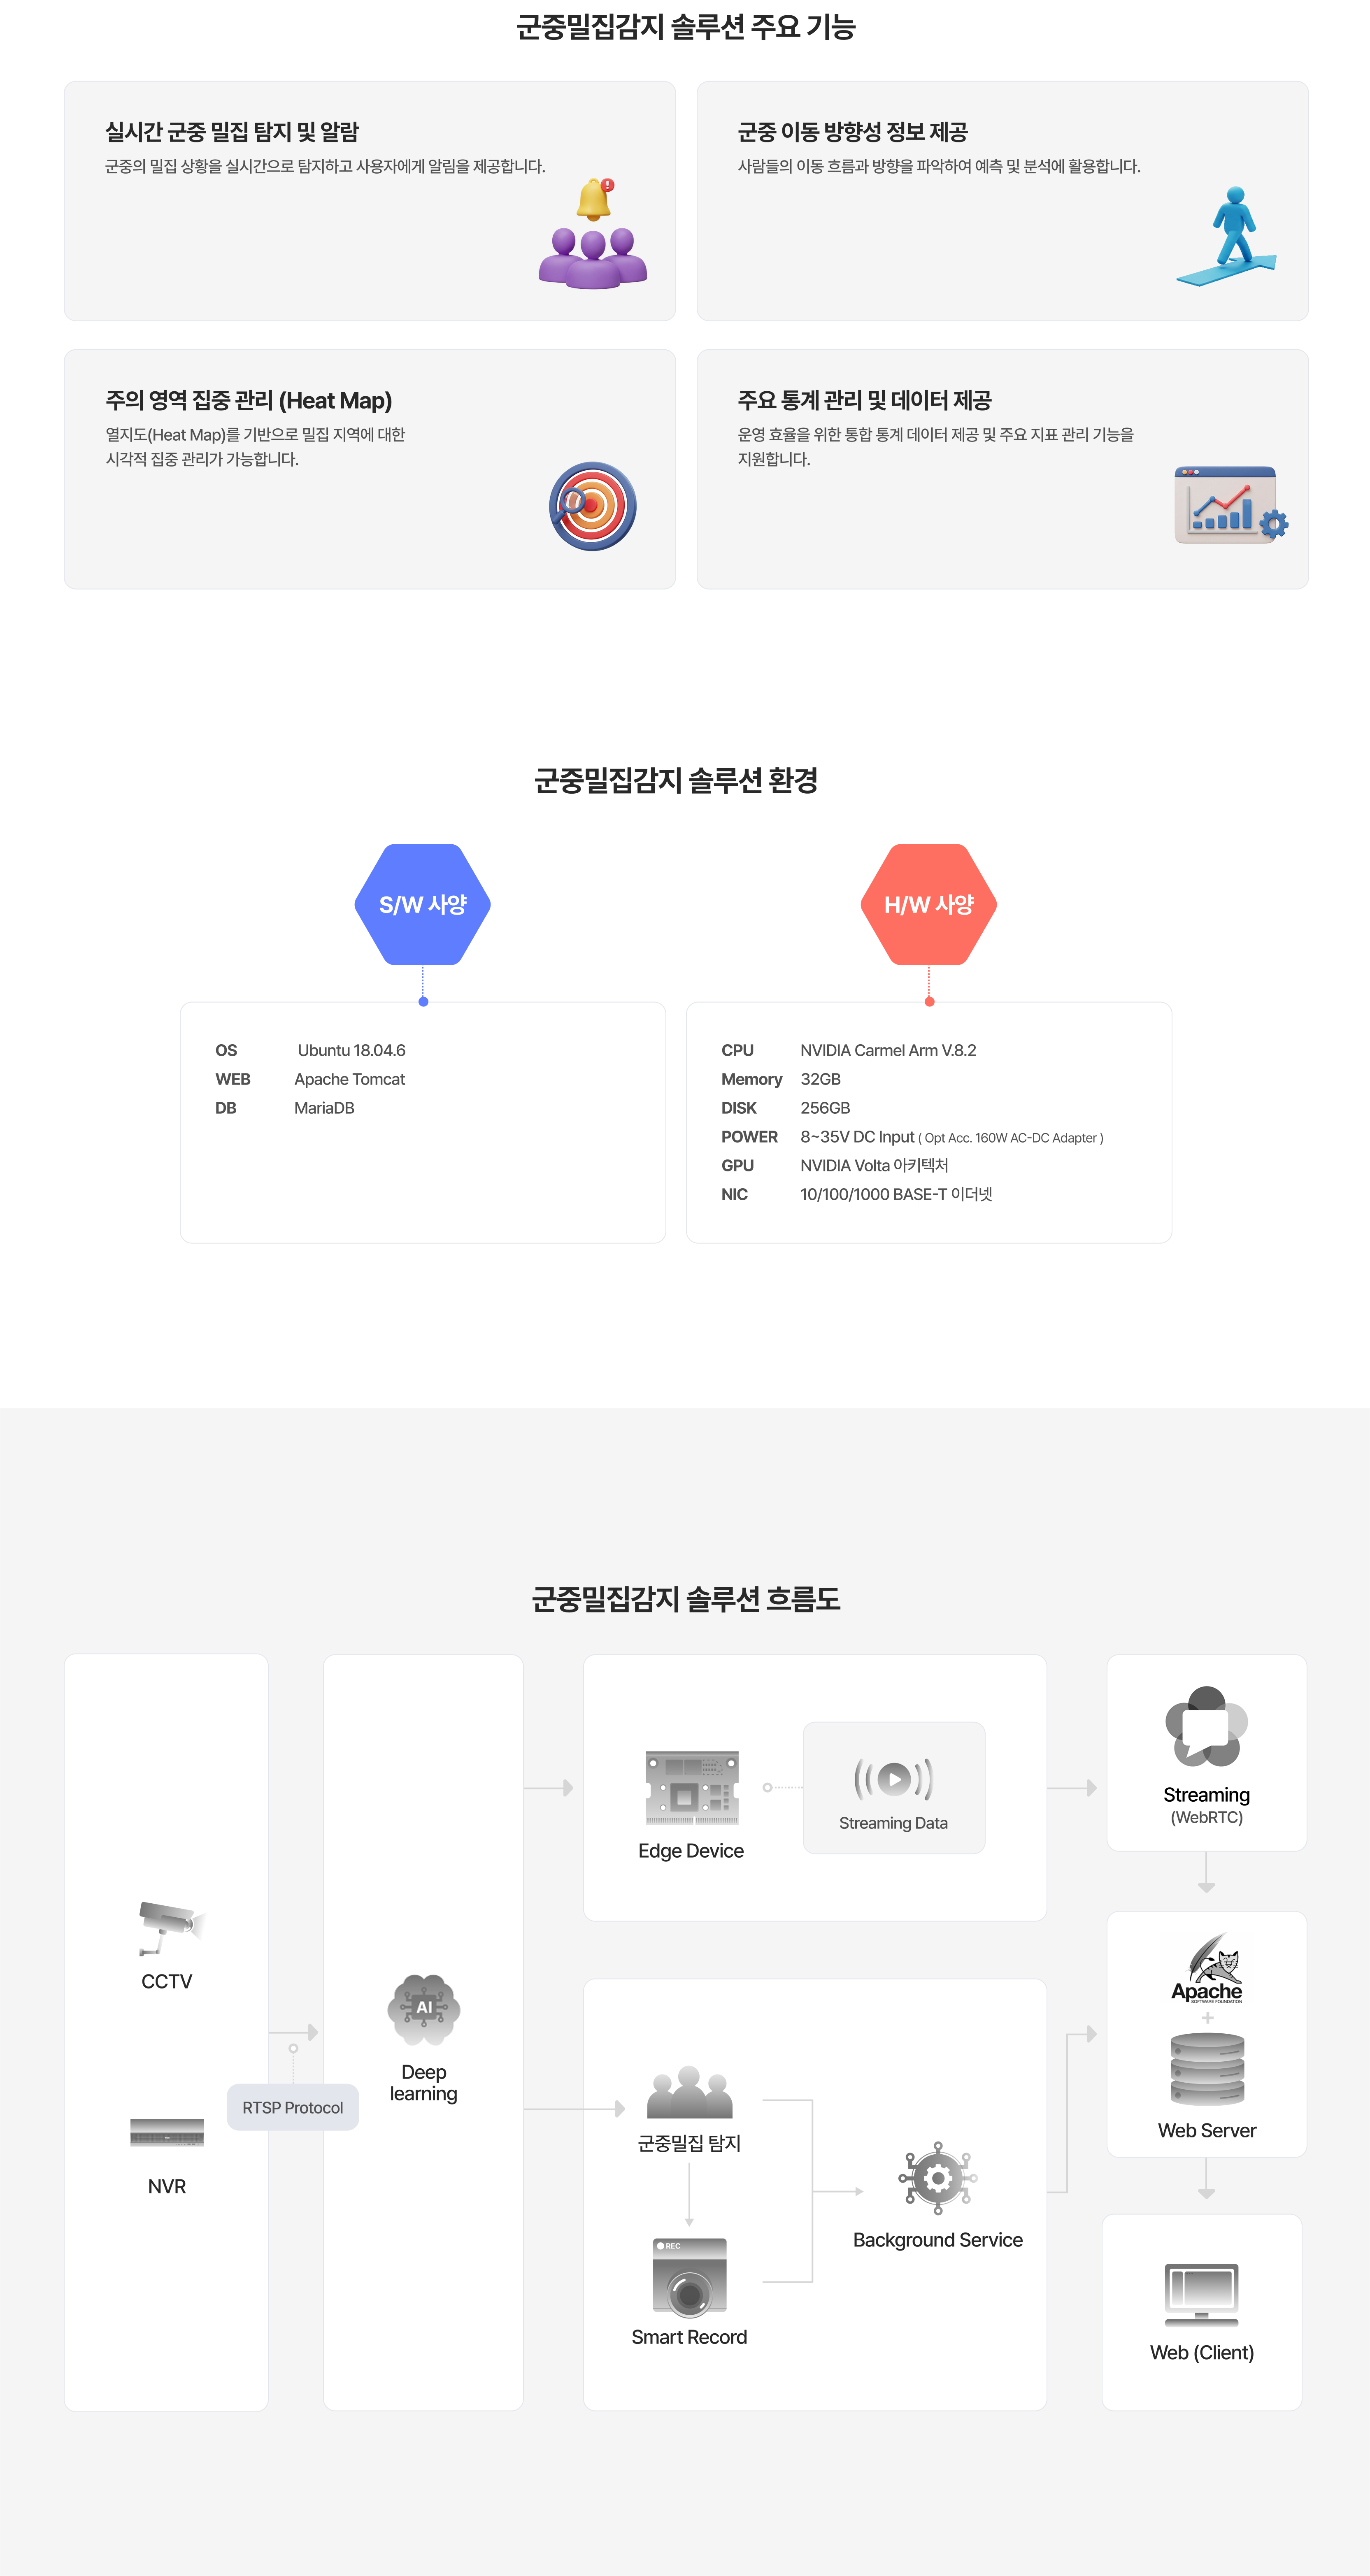 군중밀집감지 솔루션 주요 기능
실시간 군중 밀집 탐지 및 알람
군중의 밀집 상황을 실시간으로 탐지하고 사용자에게 알림을 제공합니다.
군중 이동 방향성 정보 제공
사람들의 이동 흐름과 방향을 파악하여 예측 및 분석에 활용합니다.
주의 영역 집중 관리 (Heat Map)
열지도(Heat Map)를 기반으로 밀집 지역에 대한
시각적 집중 관리가 가능합니다.
주요 통계 관리 및 데이터 제공
운영 효율을 위한 통합 통계 데이터 제공 및 주요 지표 관리 기능을
지원합니다.
군중밀집감지 솔루션 환경
S/W 사양
OS Ubuntu 18.04.6
WEB Apache Tomcat
DB MariaDB
H/W 사양
CPU NVIDIA Carmel Arm V.8.2
Memory 32GB
DISK 256GB
POWER 8~35V DC Input ( Opt Acc. 160W AC-DC Adapter )
GPU NVIDIA Volta 아키텍처
NIC 10/100/1000 BASE-T 이더넷
군중밀집감지 솔루션 흐름도
CCTV
NVR
RTSP Protocol
AI
Deep
learning
Edge Device
Streaming Data
군중밀집 탐지
REC
Smart Record
Background Service
Streaming
(WebRTC)
Apache
SOFTWARE FOUNDATION
Web Server
Web (Client)